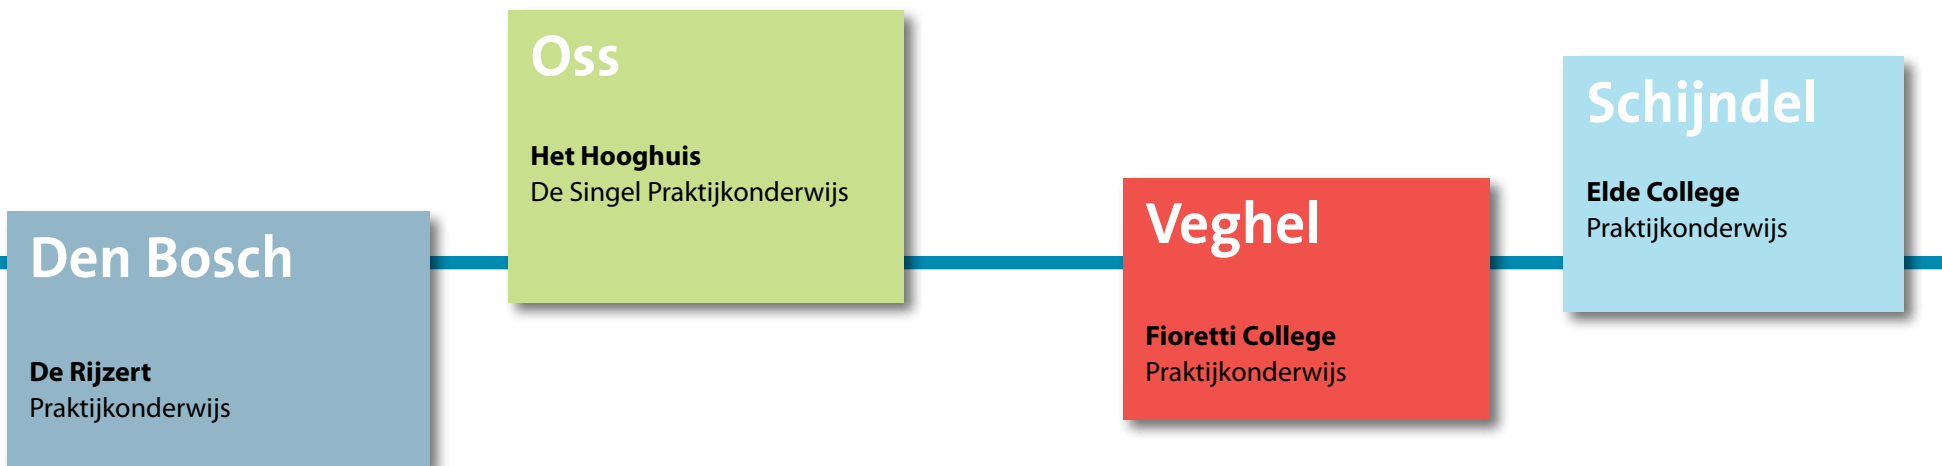 Den Bosch
De Rijzert
Praktijkonderwijs
Oss
Het Hooghuis
De Singel Praktijkonderwijs
Veghel
Fioretti College
Praktijkonderwijs
Schijndel
Elde College
Praktijkonderwijs